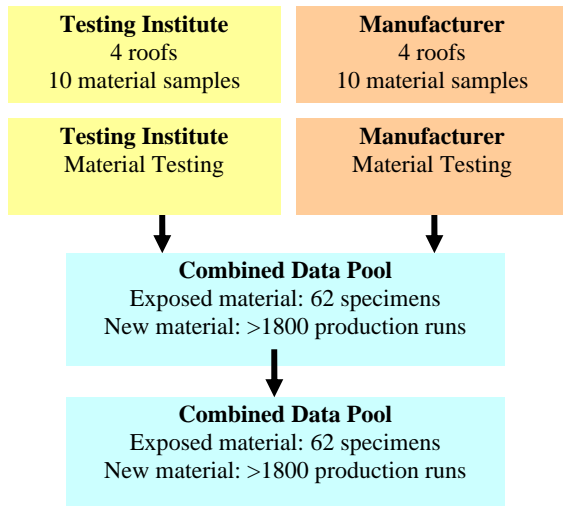 Testing Institute
4 roofs
10 material samples
Manufacturer
4 roofs
10 material samples
Testing Institute
Material Testing
Manufacturer
Material Testing
Combined Data Pool
Exposed material: 62 specimens
New material: >1800 production runs
Combined Data Pool
Exposed material: 62 specimens
New material: >1800 production runs